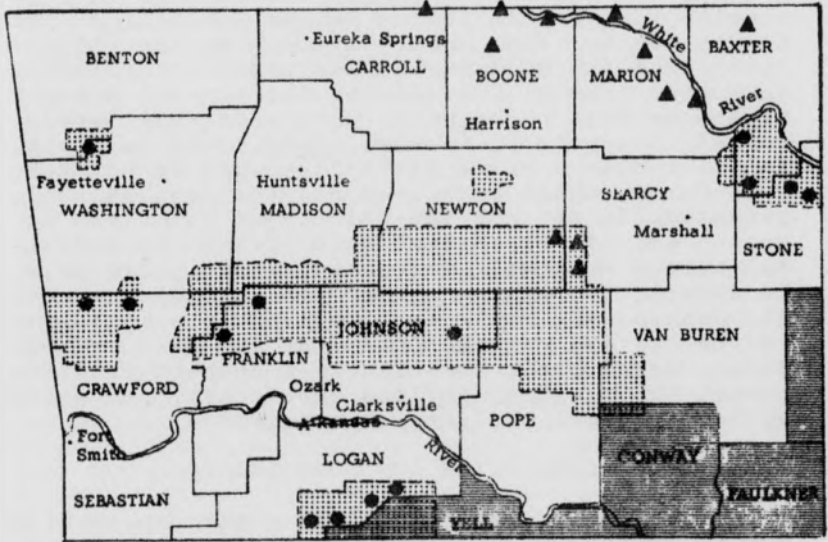 Eureka Springs
White
BENTON
CARROLL
BOONE
MARION
BAXTER
River
Harrison
Fayetteville
Huntsville
WASHINGTON
MADISON
NEWTON
SEARCY
Marshall
STONE
JOHNSON
VAN BUREN
FRANKLIN
CRAWFORD
Ozark
Clarksville
POPE
Arkansas
Fort
Smith
River
LOGAN
CONWAY
SEBASTIAN
YELL
FAULKNER